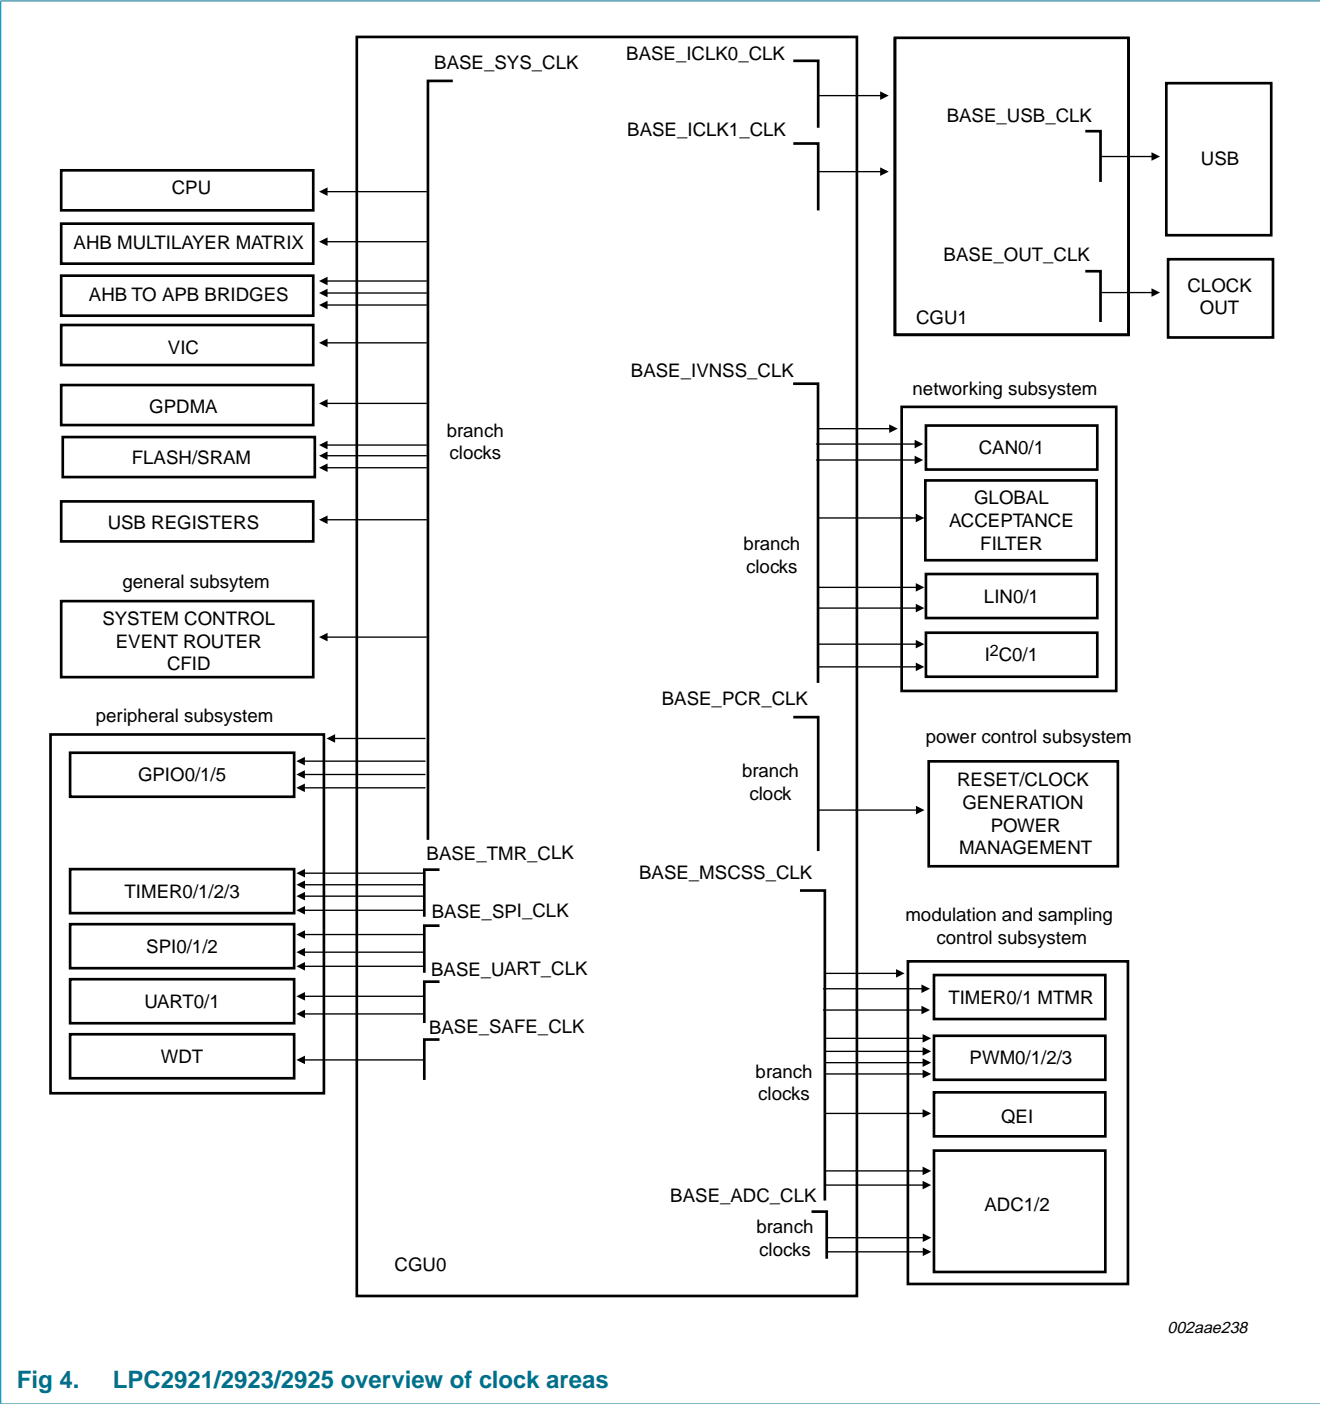 BASE_SYS_CLK
BASE_ICLK0_CLK
BASE_ICLK1_CLK
BASE_USB_CLK
USB
BASE_OUT_CLK
CLOCK
OUT
CGU1
CPU
AHB MULTILAYER MATRIX
AHB TO APB BRIDGES
VIC
GPDMA
FLASH/SRAM
USB REGISTERS
branch
clocks
general subsytem
SYSTEM CONTROL
EVENT ROUTER
CFID
peripheral subsystem
GPIO0/1/5
TIMER0/1/2/3
SPI0/1/2
UART0/1
WDT
BASE_TMR_CLK
BASE_SPI_CLK
BASE_UART_CLK
BASE_SAFE_CLK
BASE_IVNSS_CLK
branch
clocks
networking subsystem
CAN0/1
GLOBAL
ACCEPTANCE
FILTER
LIN0/1
I2C0/1
BASE_PCR_CLK
branch
clock
power control subsystem
RESET/CLOCK
GENERATION
POWER
MANAGEMENT
BASE_MSCSS_CLK
branch
clocks
modulation and sampling
control subsystem
TIMER0/1 MTMR
PWM0/1/2/3
QEI
ADC1/2
BASE_ADC_CLK
branch
clocks
CGU0
002aae238
Fig 4. LPC2921/2923/2925 overview of clock areas